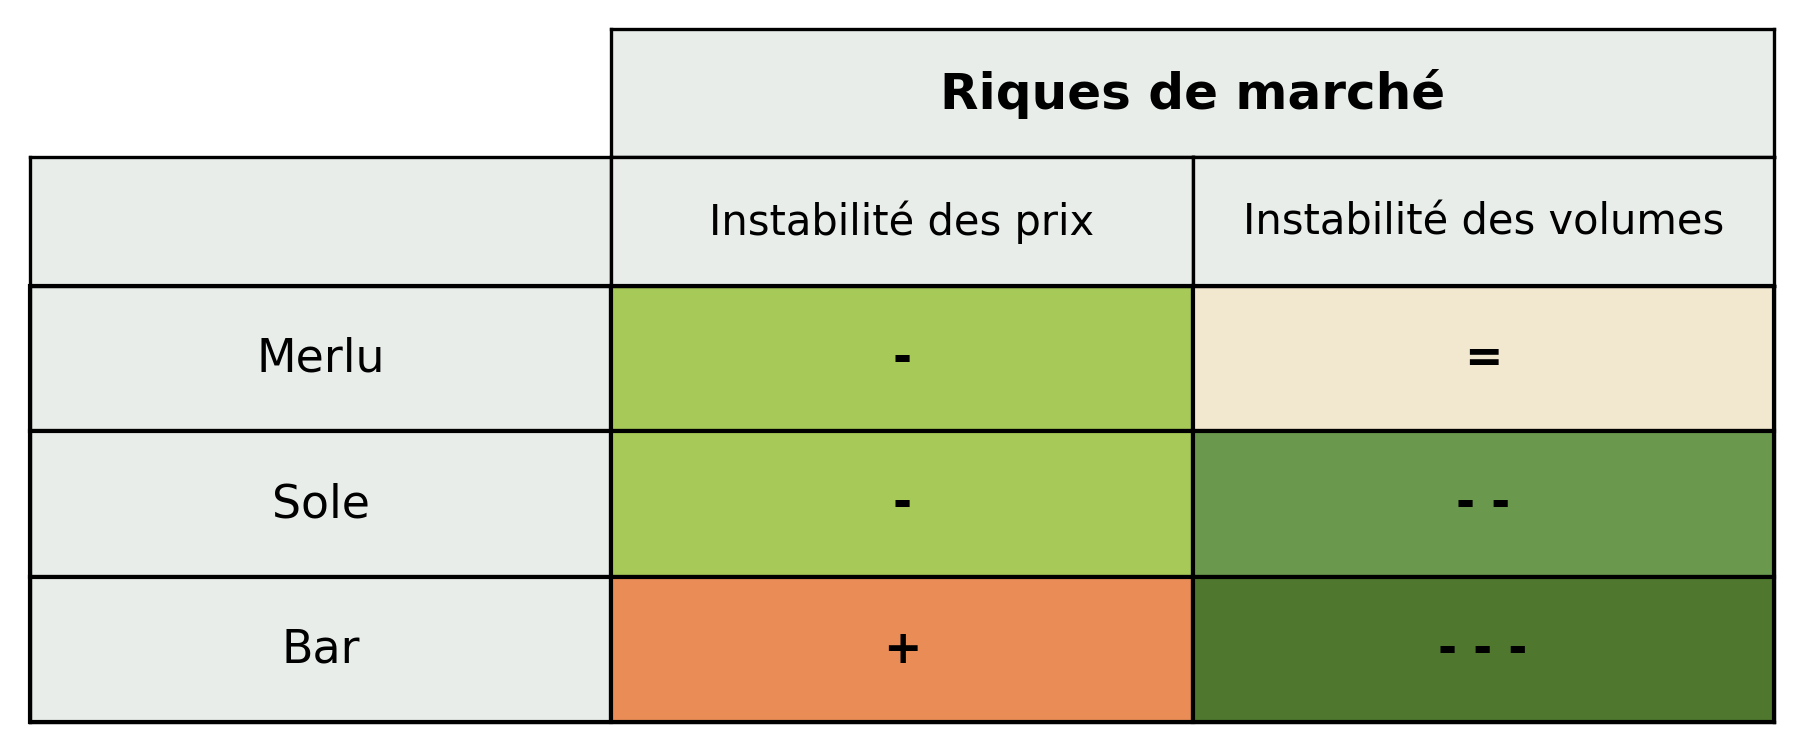 Riques de marché
Instabilité des prix Instabilité des volumes
Merlu - =
Sole - - -
Bar + - - -